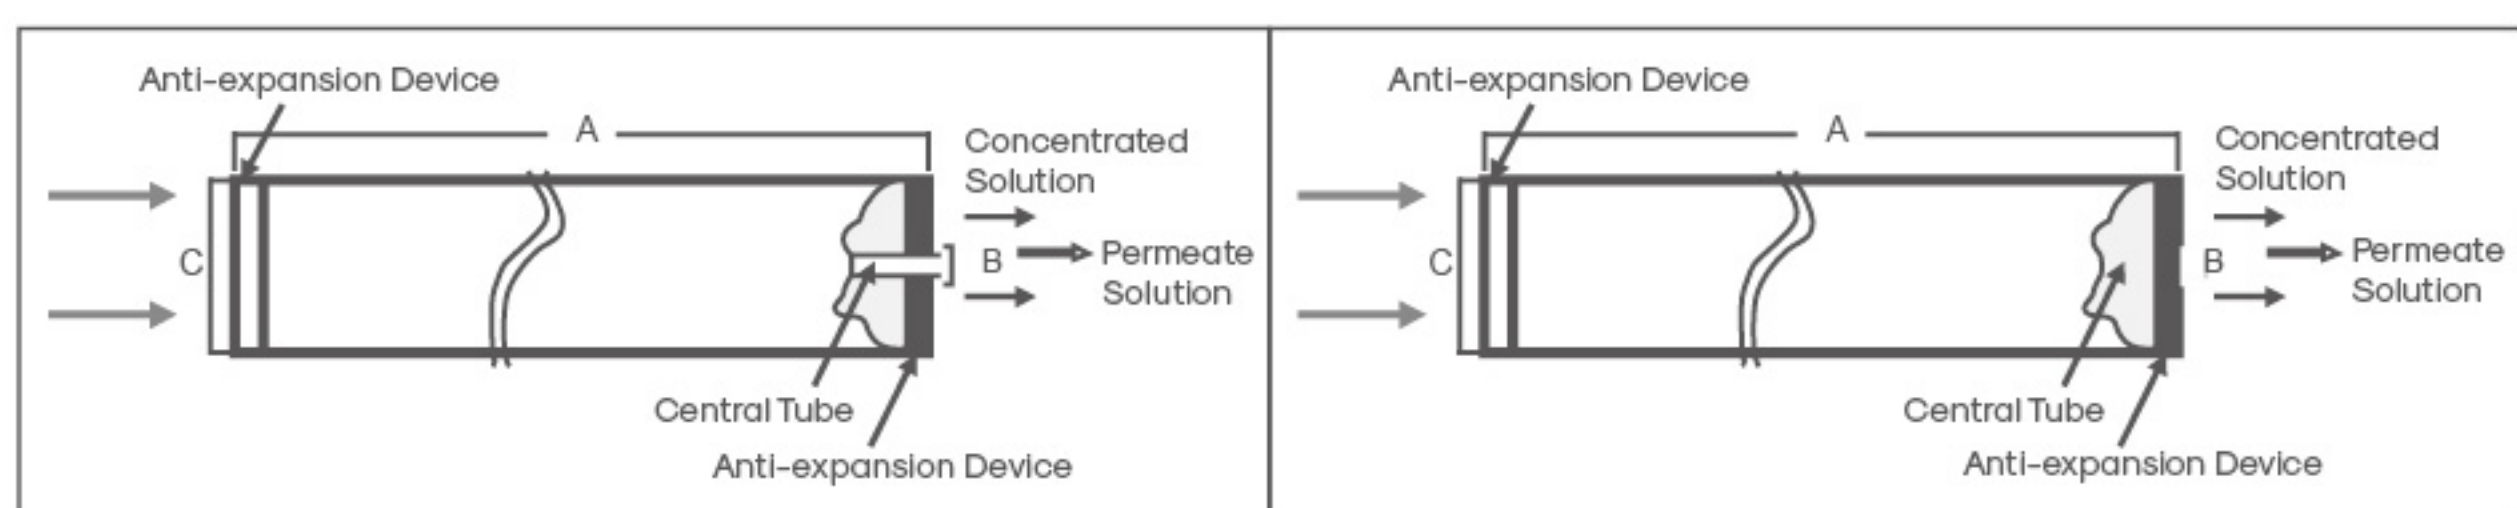 Anti-expansion Device
A
Concentrated
Solution
C
B
Permeate
Solution
Central Tube
Anti-expansion Device
Anti-expansion Device
A
Concentrated
Solution
C
B
Permeate
Solution
Central Tube
Anti-expansion Device